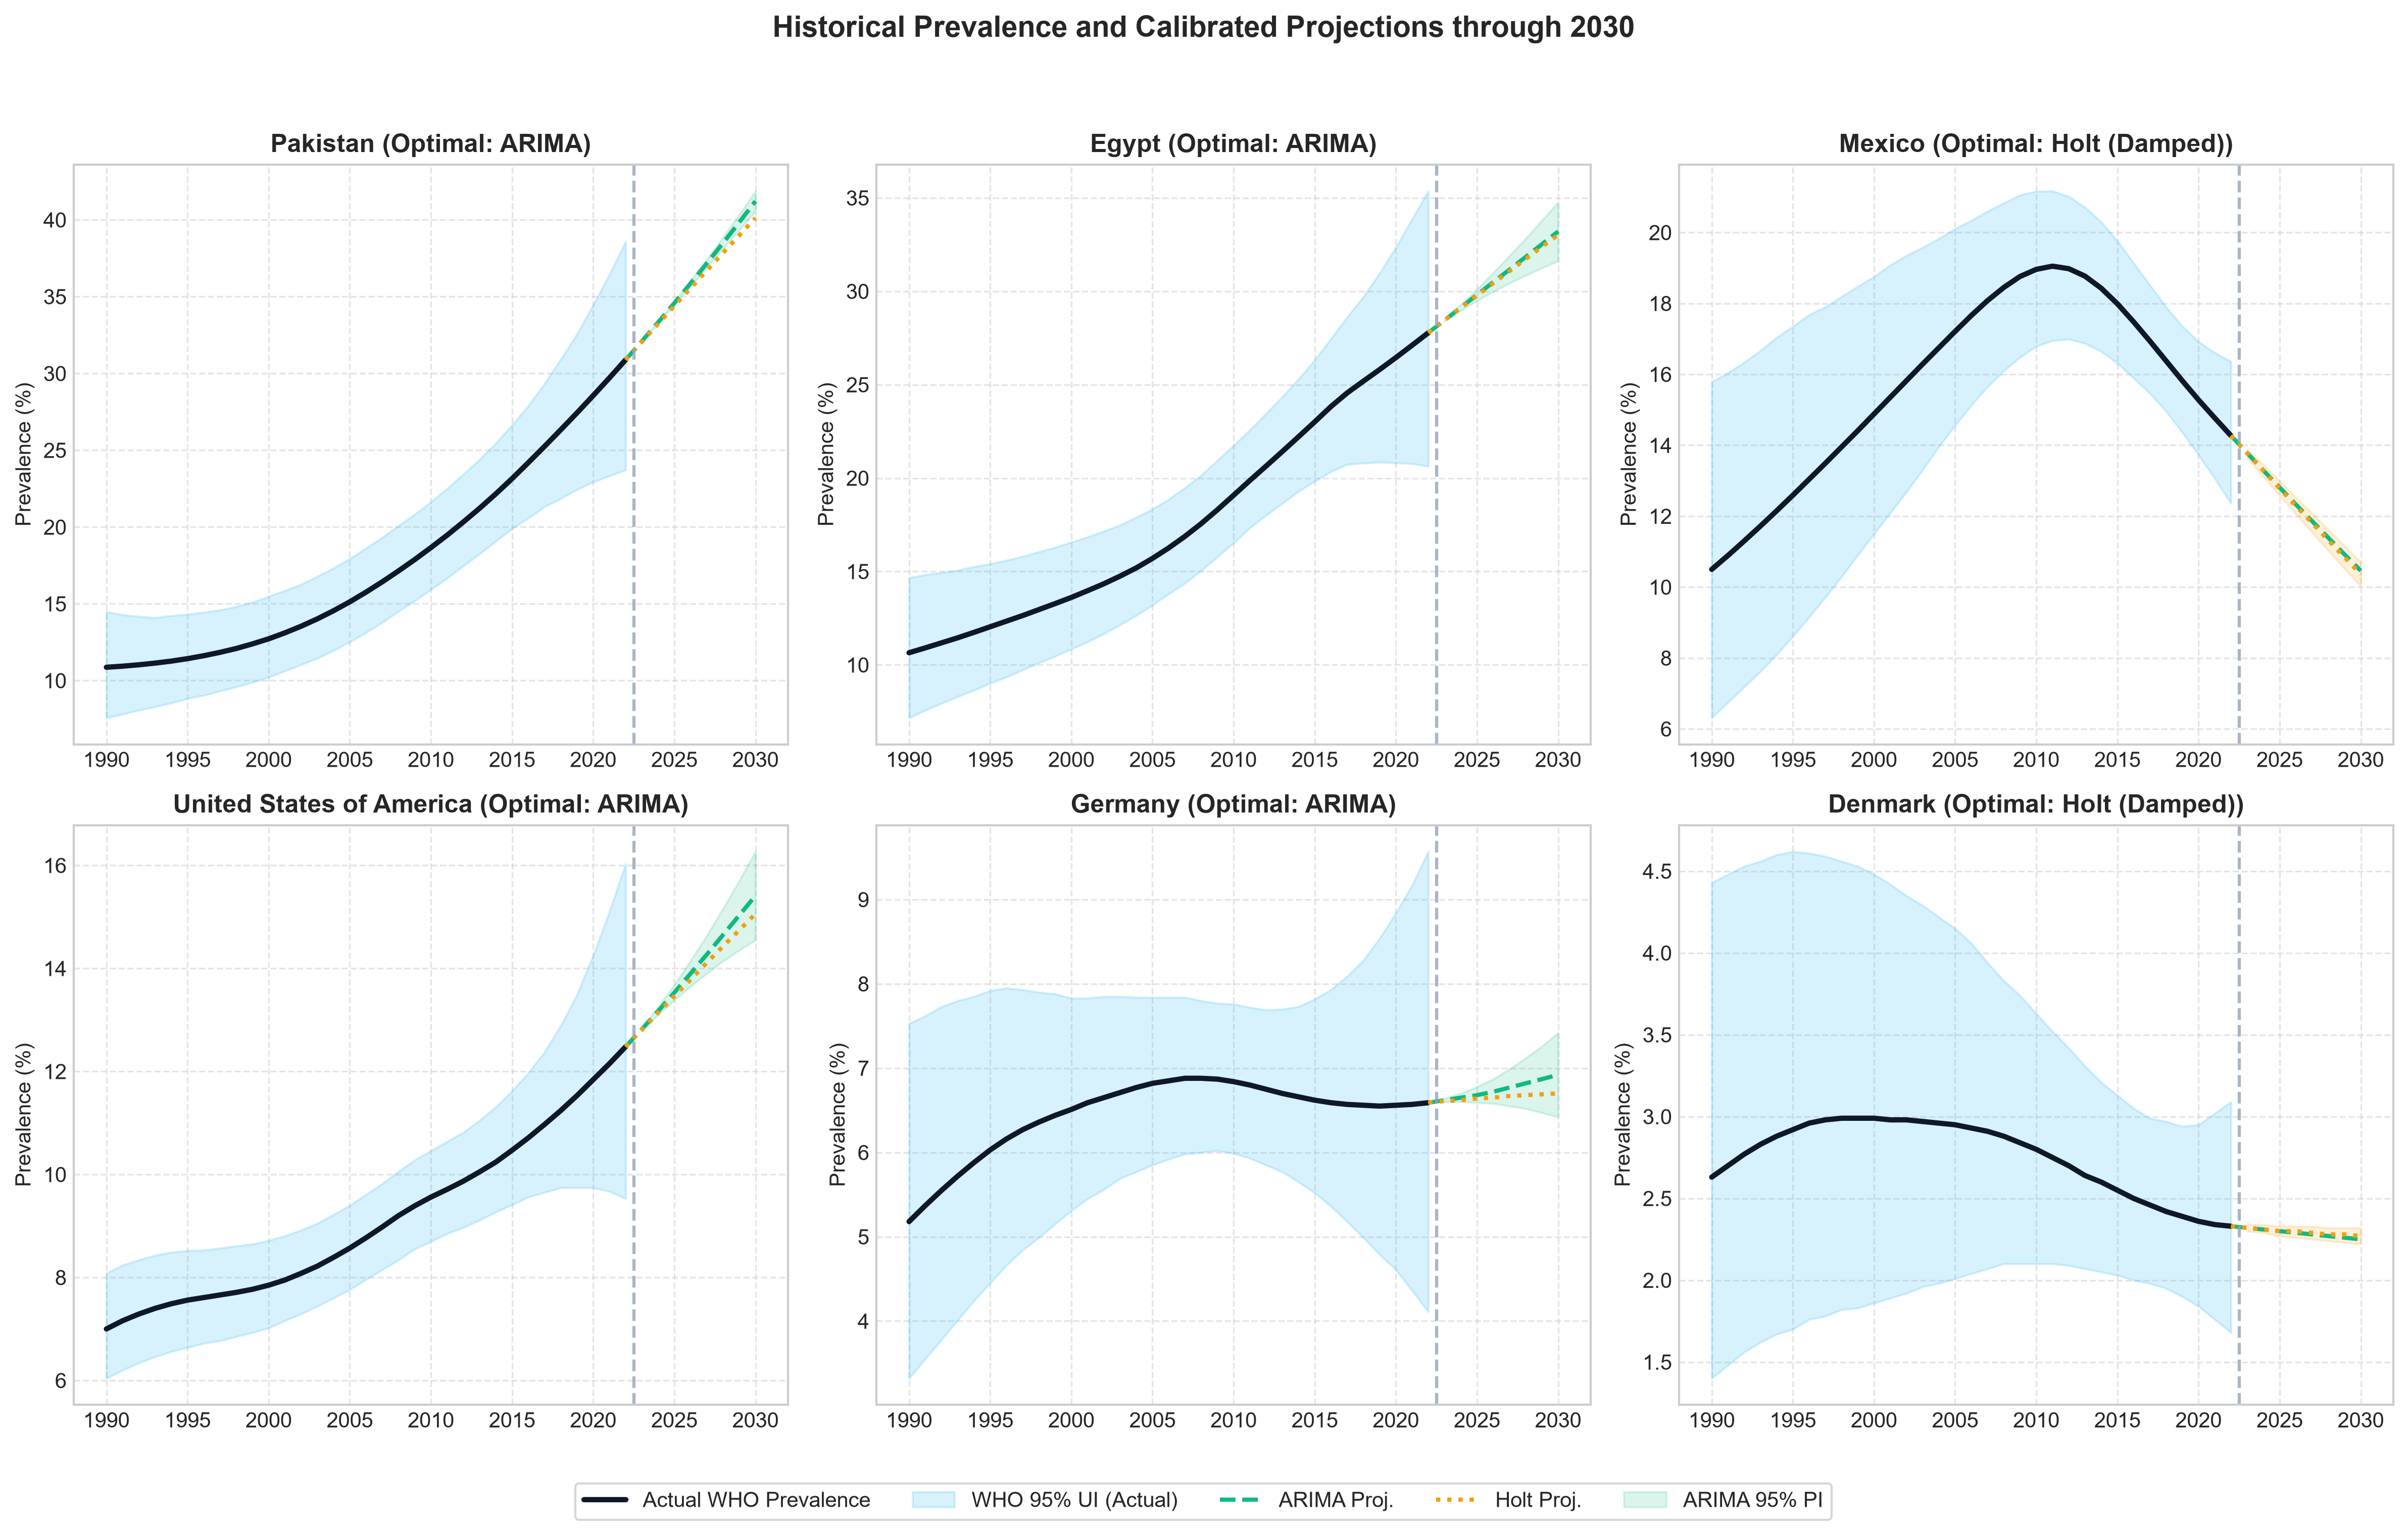 Historical Prevalence and Calibrated Projections through 2030
Pakistan (Optimal: ARIMA)
Prevalence (%)
40
35
30
25
20
15
10
1990 1995 2000 2005 2010 2015 2020 2025 2030
Egypt (Optimal: ARIMA)
Prevalence (%)
35
30
25
20
15
10
1990 1995 2000 2005 2010 2015 2020 2025 2030
Mexico (Optimal: Holt (Damped))
Prevalence (%)
20
18
16
14
12
10
8
6
1990 1995 2000 2005 2010 2015 2020 2025 2030
United States of America (Optimal: ARIMA)
Prevalence (%)
16
14
12
10
8
6
1990 1995 2000 2005 2010 2015 2020 2025 2030
Germany (Optimal: ARIMA)
Prevalence (%)
9
8
7
6
5
4
1990 1995 2000 2005 2010 2015 2020 2025 2030
Denmark (Optimal: Holt (Damped))
Prevalence (%)
4.5
4.0
3.5
3.0
2.5
2.0
1.5
1990 1995 2000 2005 2010 2015 2020 2025 2030
Actual WHO Prevalence WHO 95% UI (Actual) ARIMA Proj. Holt Proj. ARIMA 95% PI